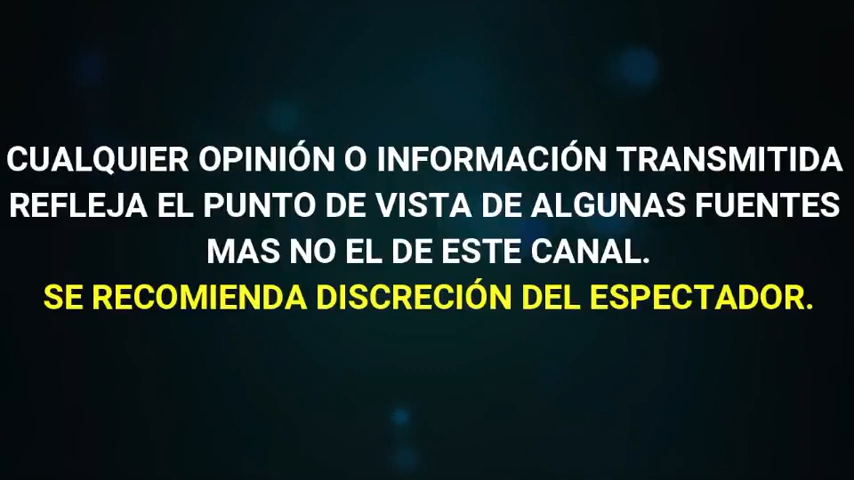 CUALQUIER OPINIÓN O INFORMACIÓN TRANSMITIDA
REFLEJA EL PUNTO DE VISTA DE ALGUNAS FUENTES
MAS NO EL DE ESTE CANAL.
SE RECOMIENDA DISCRECIÓN DEL ESPECTADOR.